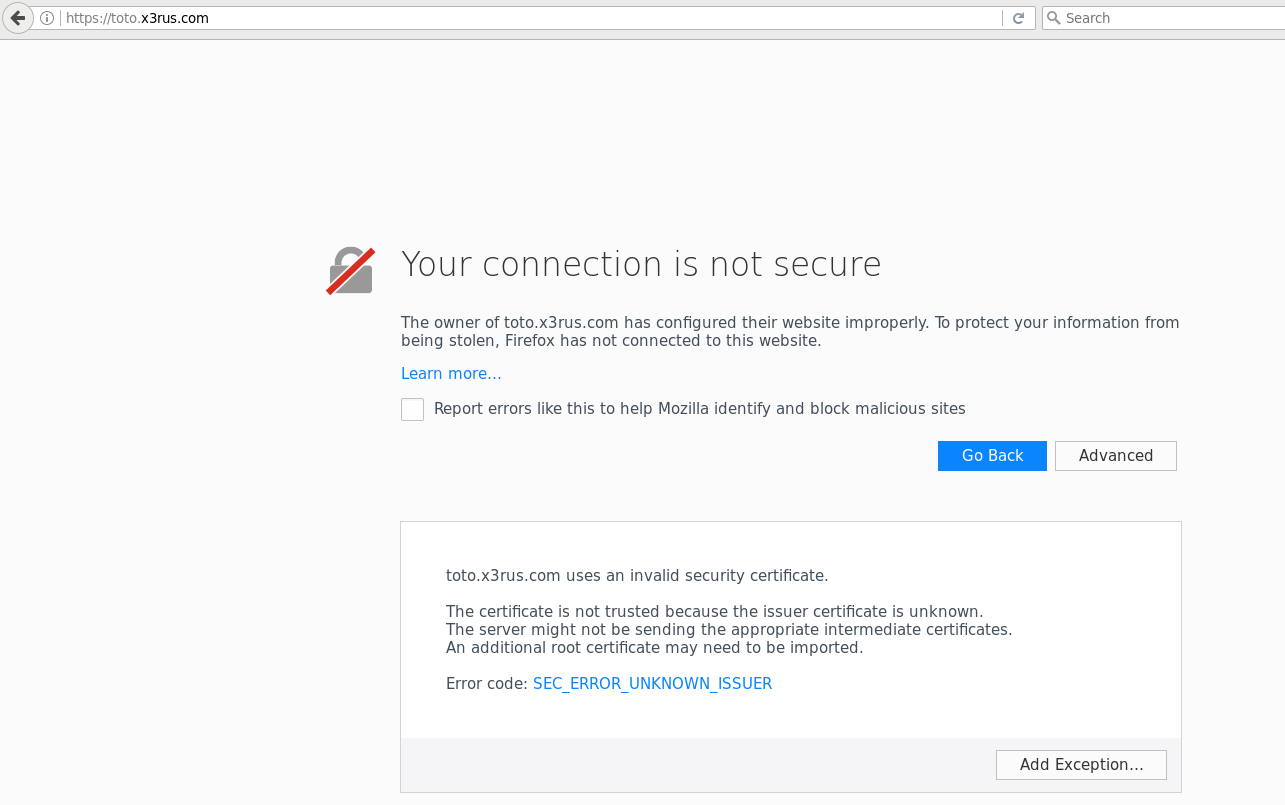 https://toto.x3rus.com
Search
Your connection is not secure
The owner of toto.x3rus.com has configured their website improperly. To protect your information from
being stolen, Firefox has not connected to this website.
Learn more...
Report errors like this to help Mozilla identify and block malicious sites
Go Back
Advanced
toto.x3rus.com uses an invalid security certificate.
The certificate is not trusted because the issuer certificate is unknown.
The server might not be sending the appropriate intermediate certificates.
An additional root certificate may need to be imported.
Error code: SEC_ERROR_UNKNOWN_ISSUER
Add Exception...